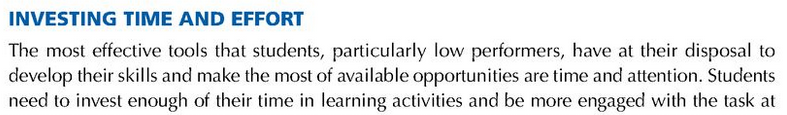 INVESTING TIME AND EFFORT
The most effective tools that students, particularly low performers, have at their disposal to
develop their skills and make the most of available opportunities are time and attention. Students
need to invest enough of their time in learning activities and be more engaged with the task at